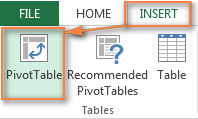 FILE HOME INSERT
PivotTable Recommended Table
PivotTables
Tables